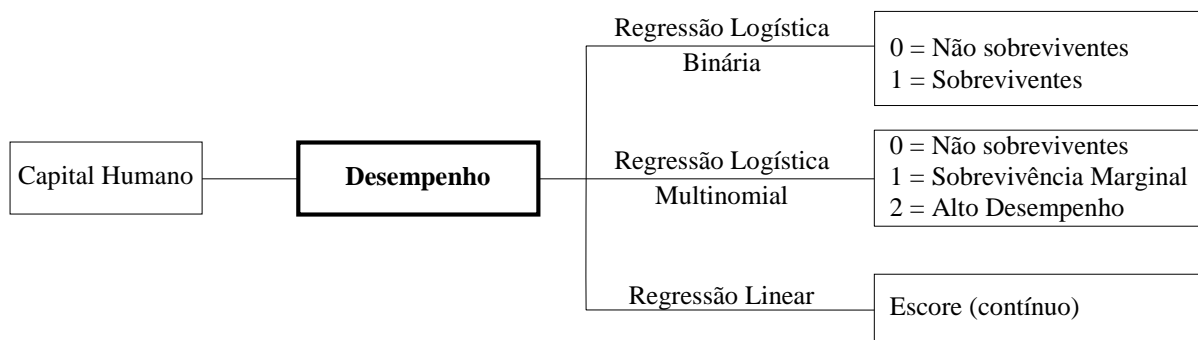 Capital Humano
Desempenho
Regressão Logística
Binária
0 = Não sobreviventes
1 = Sobreviventes
Regressão Logística
Multinomial
0 = Não sobreviventes
1 = Sobrevivência Marginal
2 = Alto Desempenho
Regressão Linear
Escore (contínuo)